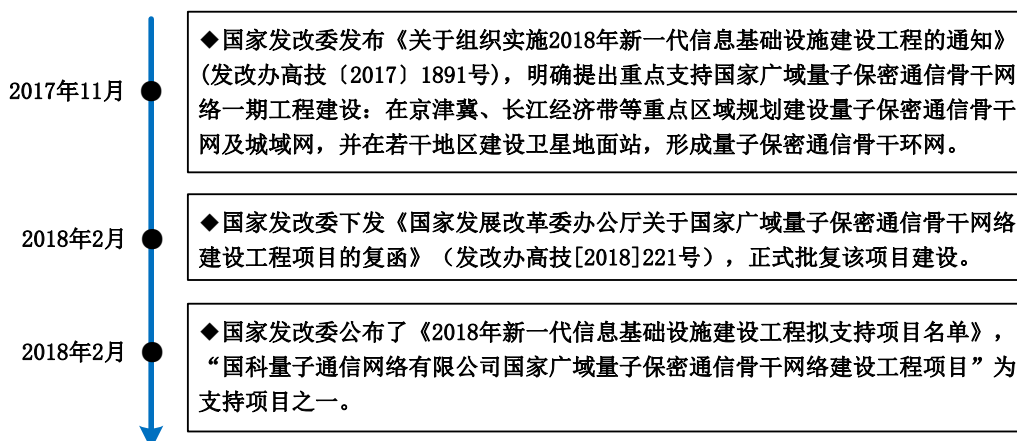 2017年11月
◆国家发改委发布《关于组织实施2018年新一代信息基础设施建设工程的通知》
(发改办高技〔2017〕1891号)，明确提出重点支持国家广域量子保密通信骨干网
络一期工程建设：在京津冀、长江经济带等重点区域规划建设量子保密通信骨干
网及城域网，并在若干地区建设卫星地面站，形成量子保密通信骨干环网。
2018年2月
◆国家发改委下发《国家发展改革委办公厅关于国家广域量子保密通信骨干网络
建设工程项目的复函》（发改办高技[2018]221号），正式批复该项目建设。
2018年2月
◆国家发改委公布了《2018年新一代信息基础设施建设工程拟支持项目名单》，
“国科量子通信网络有限公司国家广域量子保密通信骨干网络建设工程项目”为
支持项目之一。